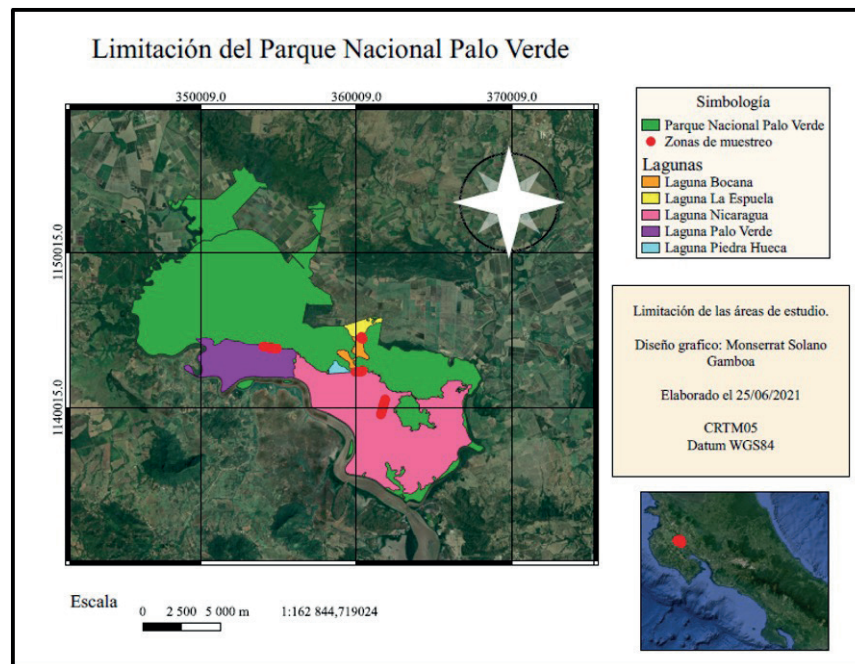 Limitación del Parque Nacional Palo Verde
350009.0 360009.0 370009.0
1150015.0
1140015.0
Simbología
Parque Nacional Palo Verde
Zonas de muestreo
Lagunas
Laguna Bocana
Laguna La Espuela
Laguna Nicaragua
Laguna Palo Verde
Laguna Piedra Hueca
Limitación de las áreas de estudio.
Diseño grafico: Monserrat Solano
Gamboa
Elaborado el 25/06/2021
CRTM05
Datum WGS84
Escala 0 2 500 5 000 m 1:162 844,719024